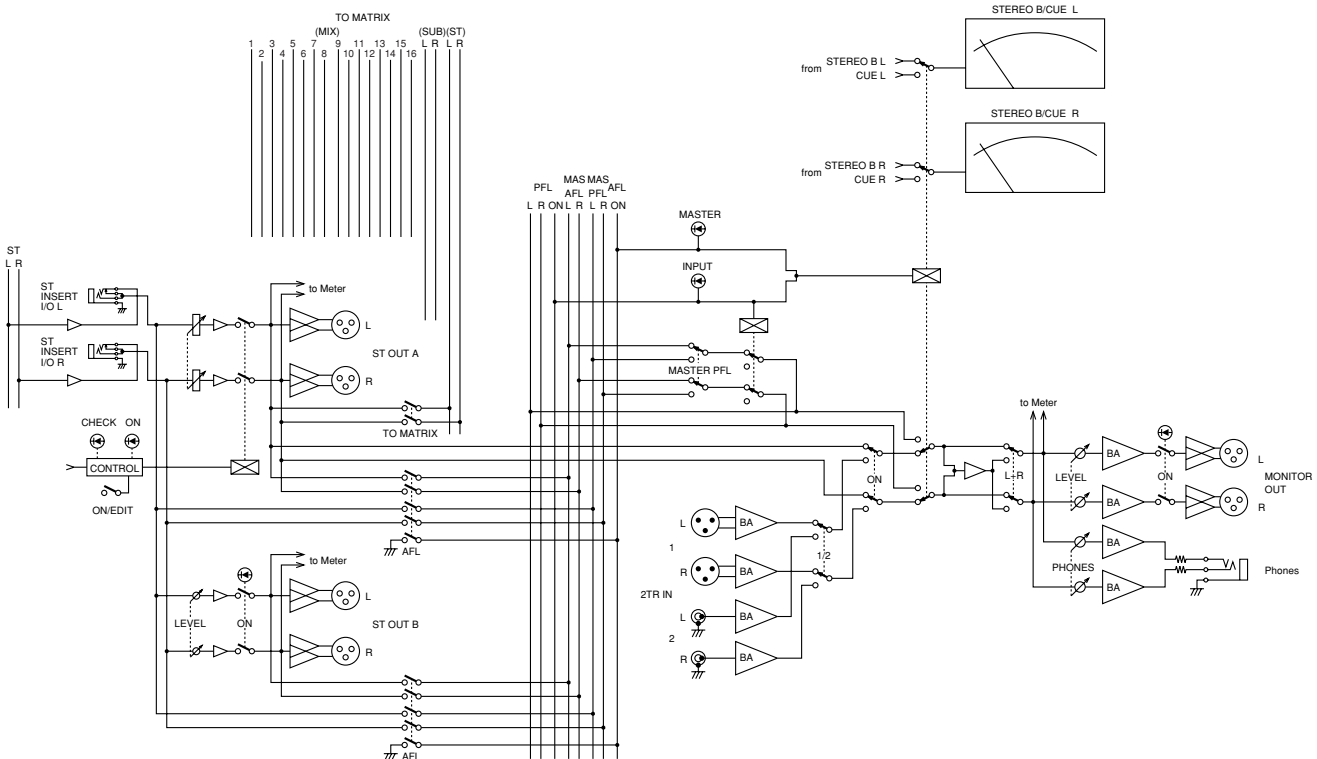 STEREO B/CUE L
TO MATRIX
(MIX)
(SUB)(ST)
1 2 3 4 5 6 7 8 9 10 11 12 13 14 15 16
L R L R
from
STEREO B L
CUE L
STEREO B/CUE R
from
STEREO B R
CUE R
MAS MAS
PFL AFL PFL AFL
L R ON L R L R ON
MASTER
INPUT
ST
L R
ST
INSERT
I/O L
to Meter
L
ST
INSERT
I/O R
ST OUT A
R
MASTER PFL
TO MATRIX
CHECK ON
CONTROL
ON/EDIT
AFL
to Meter
ON
L-R
LEVEL
BA
ON
L
MONITOR
OUT
BA
R
BA
PHONES
BA
Phones
L
BA
1
1/2
R
BA
2TR IN
L
BA
2
R
BA
to Meter
L
LEVEL
ON
ST OUT B
R
AFL